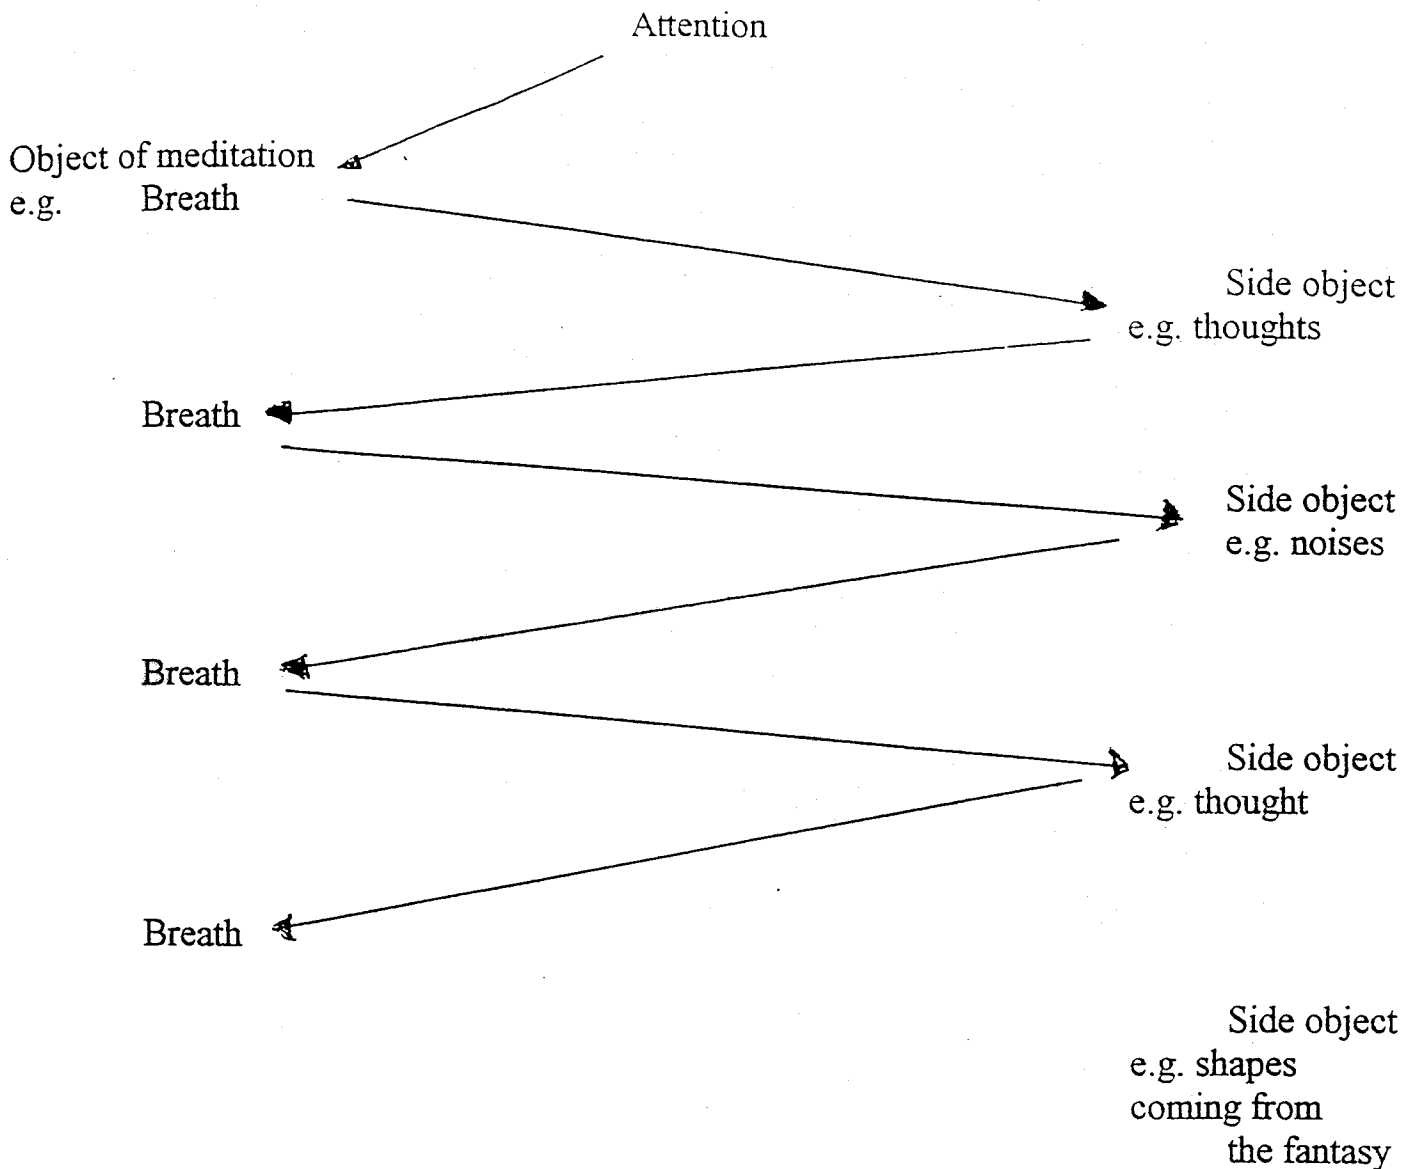 Attention
Object of meditation
e.g. Breath
Side object
e.g. thoughts
Breath
Side object
e.g. noises
Breath
Side object
e.g. thought
Breath
Side object
e.g. shapes
coming from
the fantasy